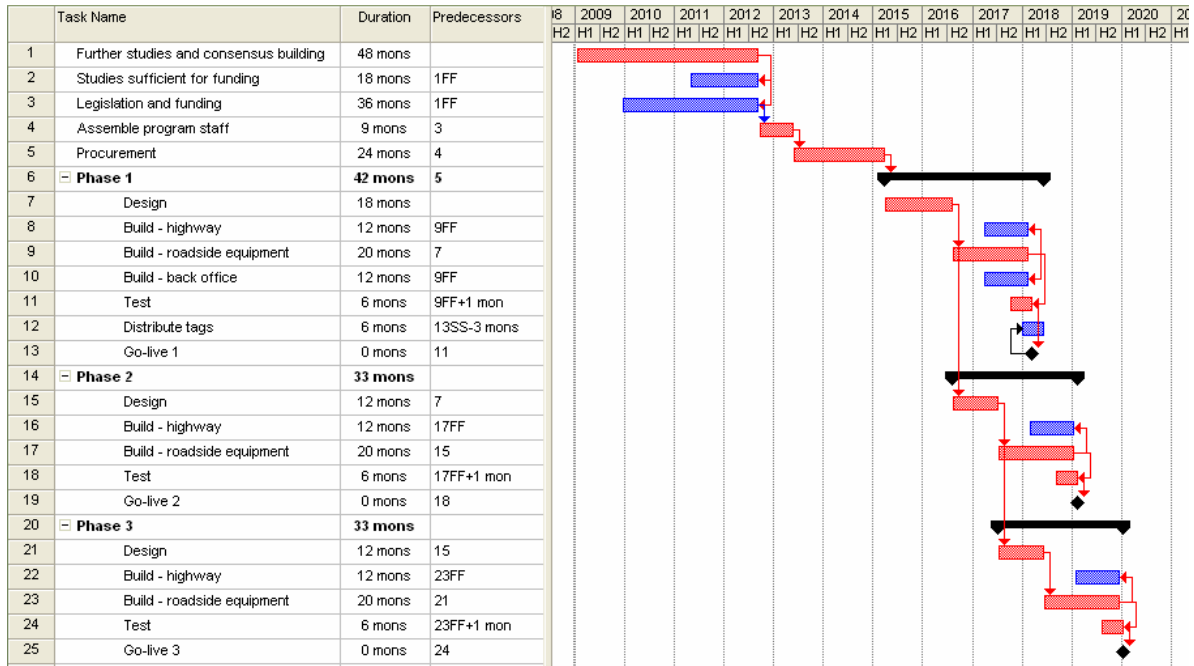 Task Name Duration Predecessors 8 2009 2010 2011 2012 2013 2014 2015 2016 2017 2018 2019 2020 20
H2 H1 H2 H1 H2 H1 H2 H1 H2 H1 H2 H1 H2 H1 H2 H1 H2 H1 H2 H1 H2 H1 H2 H1 H2 H1
1 Further studies and consensus building 48 mons
2 Studies sufficient for funding 18 mons 1FF
3 Legislation and funding 36 mons 1FF
4 Assemble program staff 9 mons 3
5 Procurement 24 mons 4
6 Phase 1 42 mons 5
7 Design 18 mons
8 Build - highway 12 mons 9FF
9 Build - roadside equipment 20 mons 7
10 Build - back office 12 mons 9FF
11 Test 6 mons 9FF+1 mon
12 Distribute tags 6 mons 13SS-3 mons
13 Go-live 1 0 mons 11
14 Phase 2 33 mons
15 Design 12 mons 7
16 Build - highway 12 mons 17FF
17 Build - roadside equipment 20 mons 15
18 Test 6 mons 17FF+1 mon
19 Go-live 2 0 mons 18
20 Phase 3 33 mons
21 Design 12 mons 15
22 Build - highway 12 mons 23FF
23 Build - roadside equipment 20 mons 21
24 Test 6 mons 23FF+1 mon
25 Go-live 3 0 mons 24